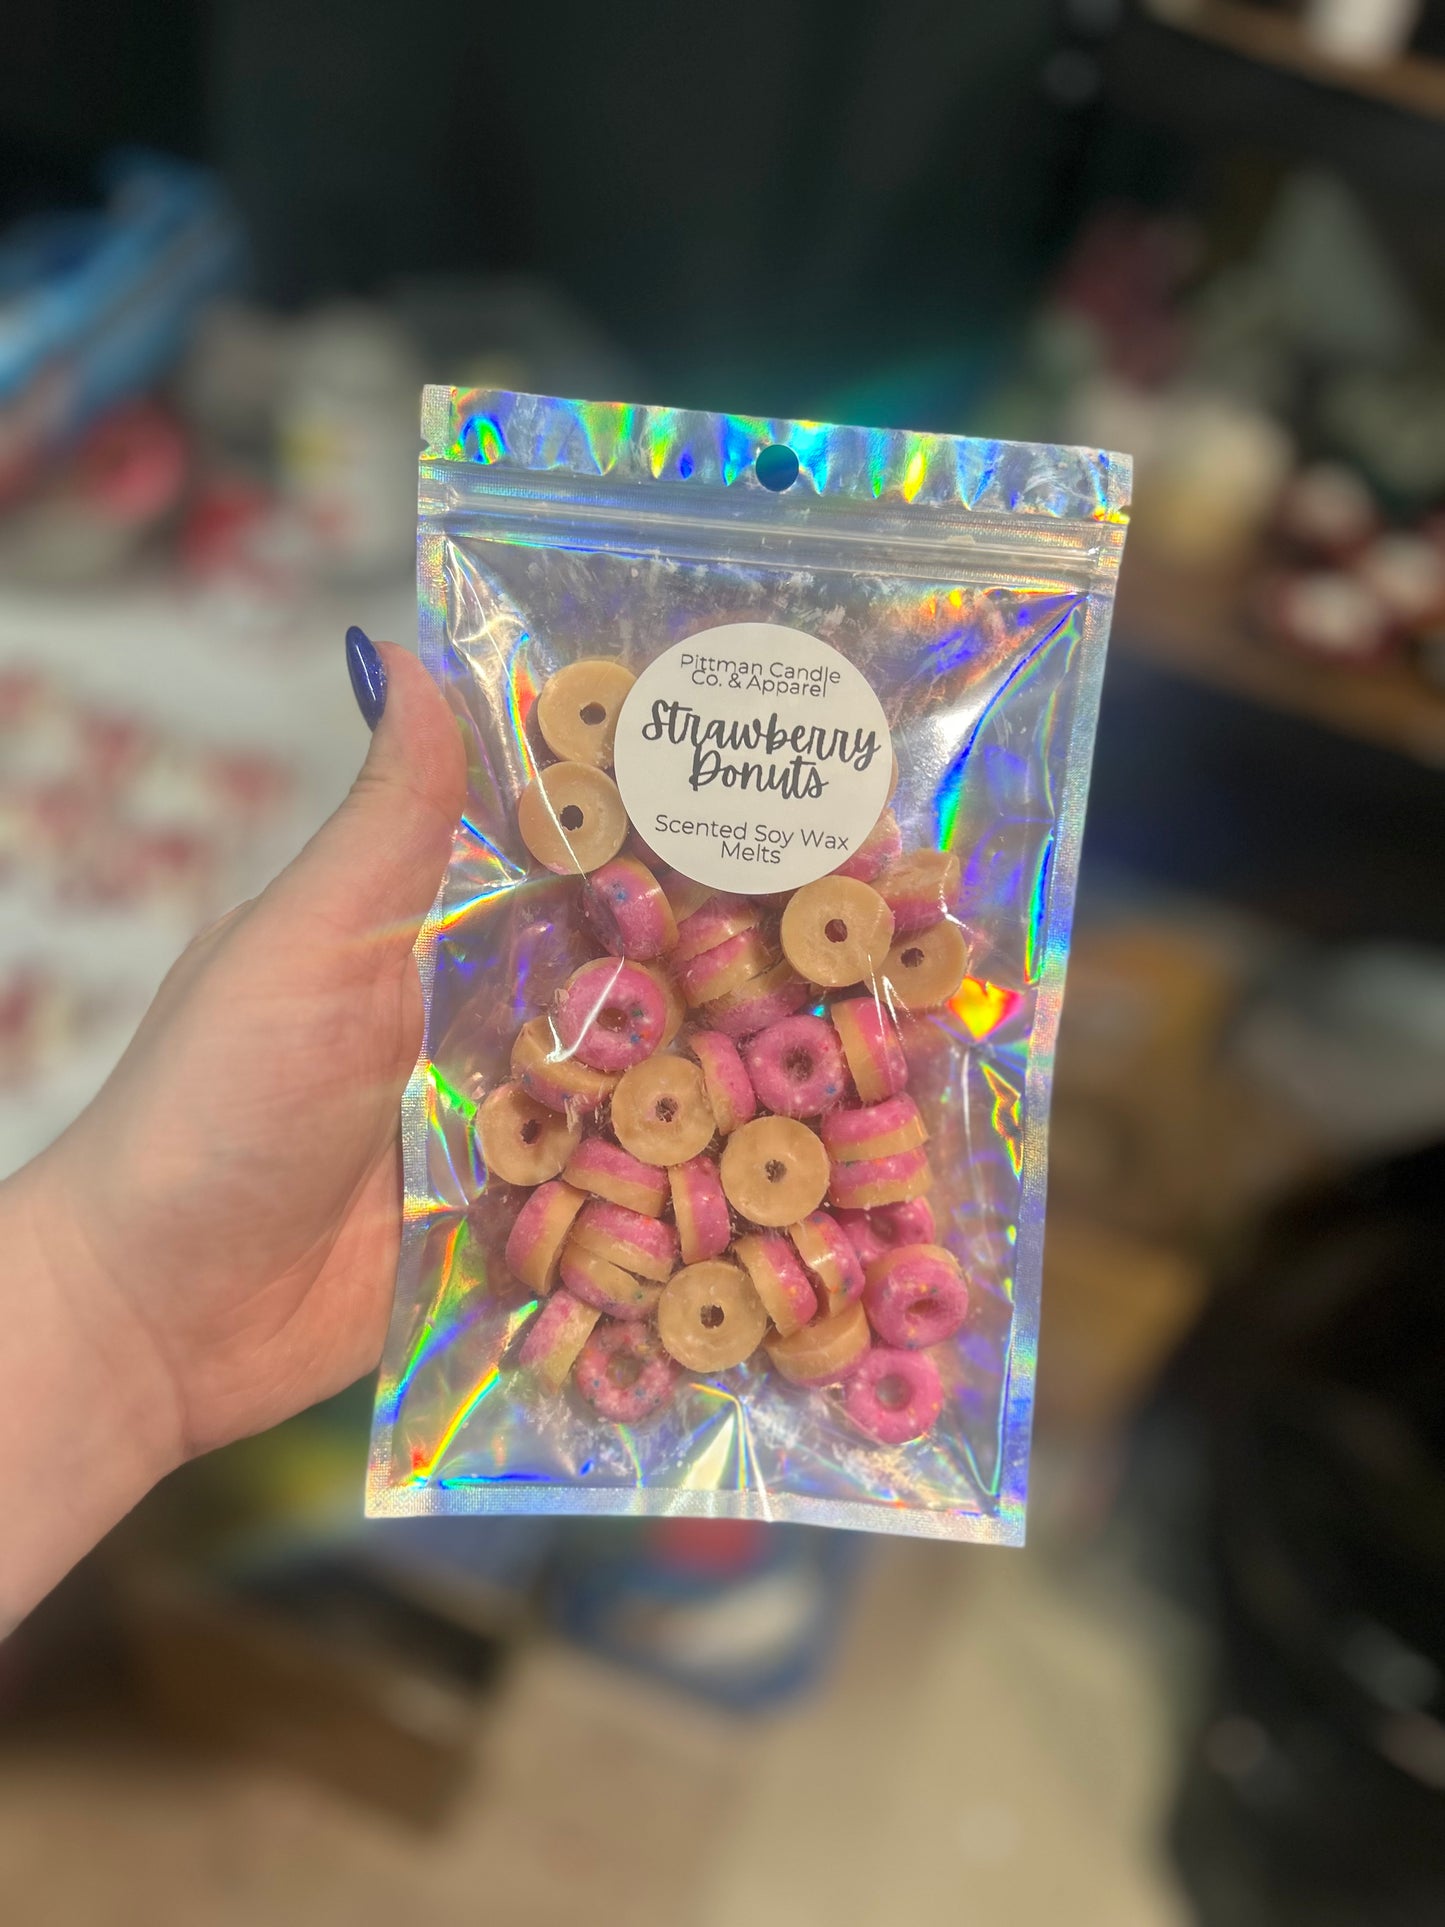 Pittman Candle
Co. & Apparel
Strawberry
Donuts
Scented Soy Wax
Melts